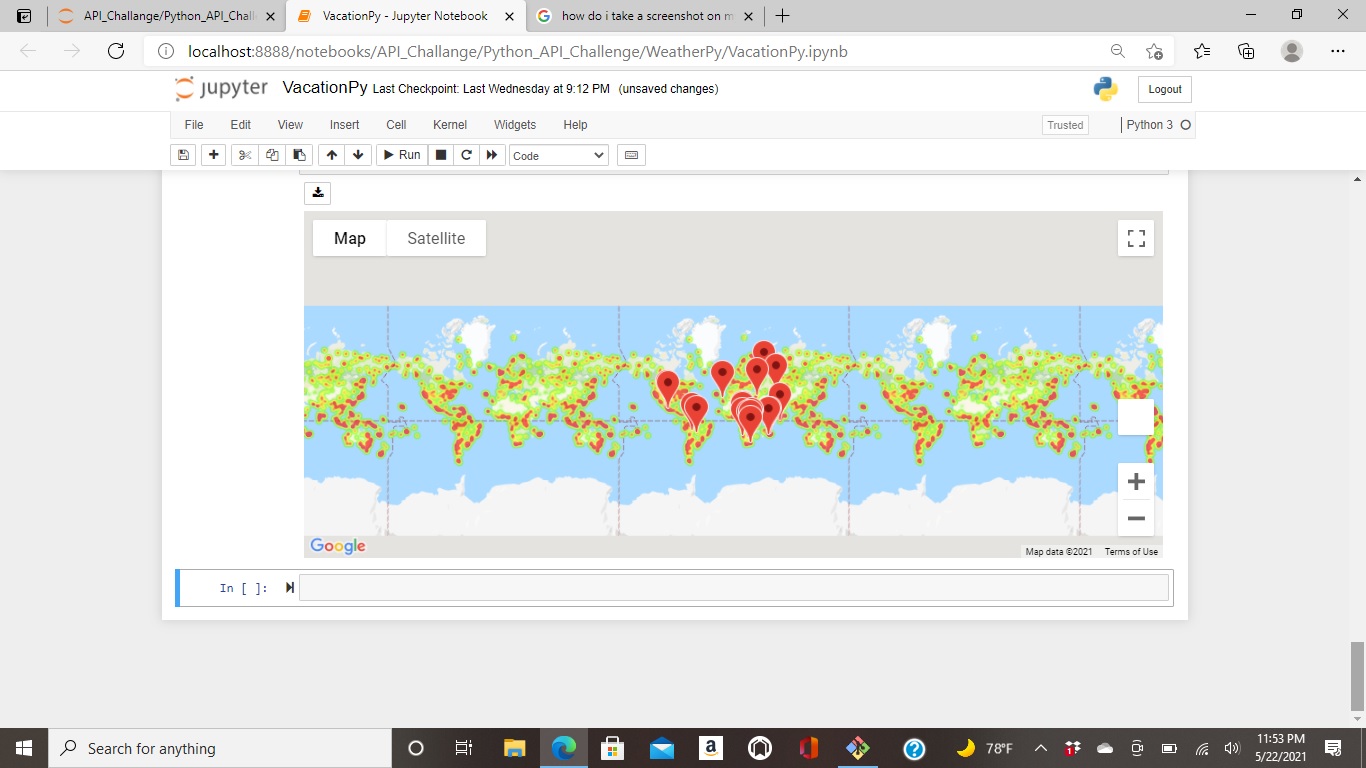 API_Challange/Python_API_Chall
VacationPy - Jupyter Notebook
how do i take a screenshot on m
localhost:8888/notebooks/API_Challange/Python_API_Challenge/WeatherPy/VacationPy.ipynb
jupyter
VacationPy Last Checkpoint: Last Wednesday at 9:12 PM (unsaved changes)
Logout
File Edit View Insert Cell Kernel Widgets Help
Trusted
Python 3
Run
Code
Map Satellite
Google
Map data ©2021 Terms of Use
In [ ]:
Search for anything
78°F
11:53 PM
5/22/2021